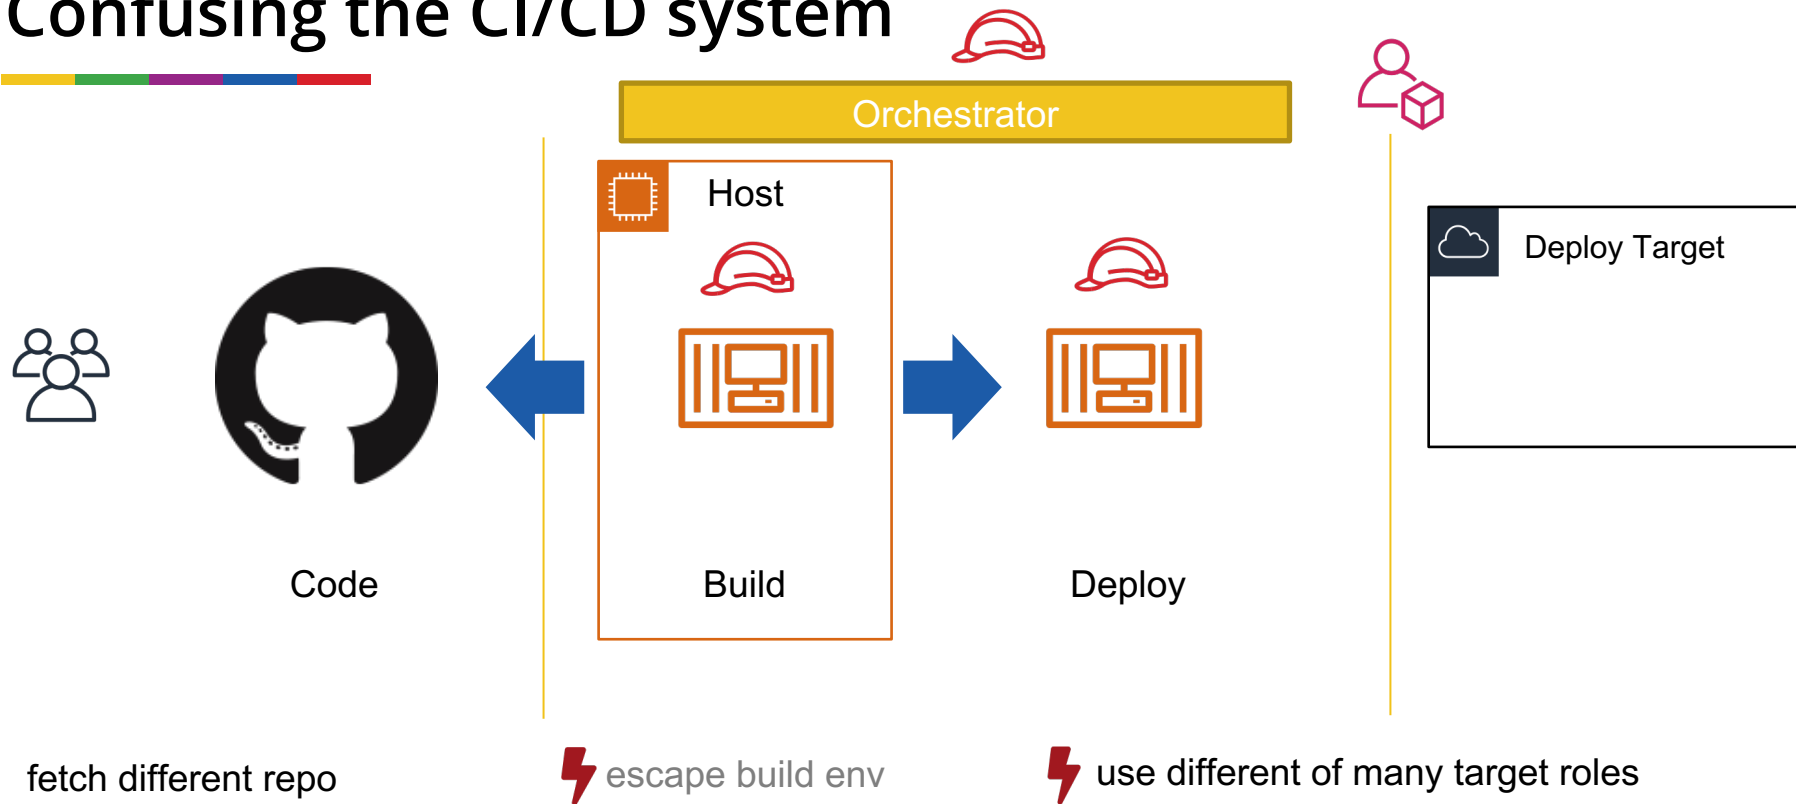 Confusing the CI/CD system
Orchestrator
Host
Deploy Target
Code
Build
Deploy
fetch different repo
escape build env
use different of many target roles